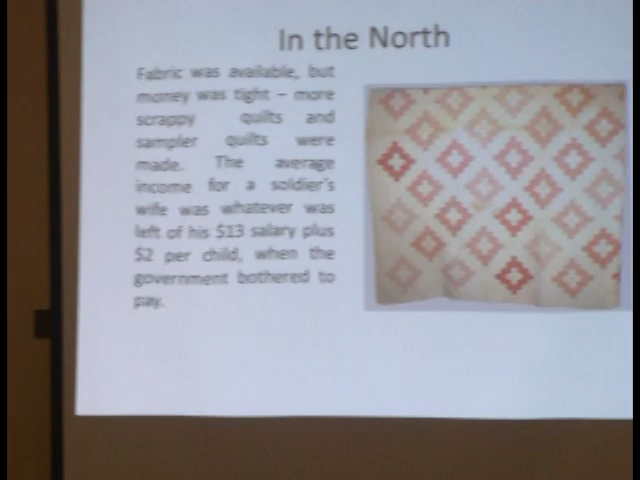 In the North
Fabric was available, but
money was tight – more
scrappy quilts and
sampler quilts were
made. The average
income for a soldier's
wife was whatever was
left of his $13 salary plus
$2 per child, when the
government bothered to
pay.